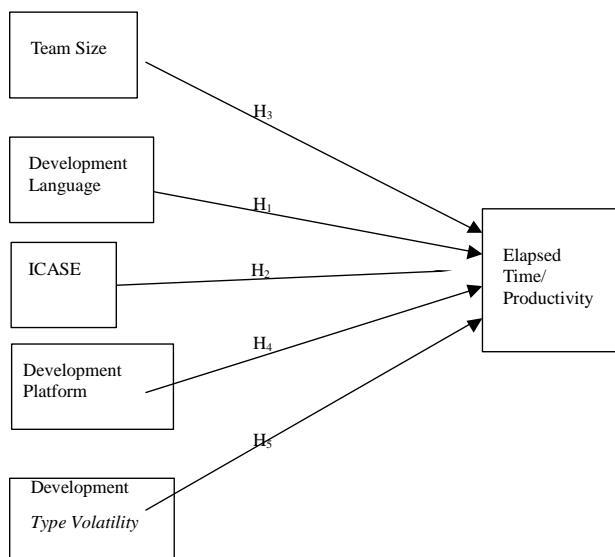 Team Size
H₃
Development
Language
H₁
ICASE
H₂
Elapsed
Time/
Productivity
Development
Platform
H₄
H₅
Development
Type Volatility